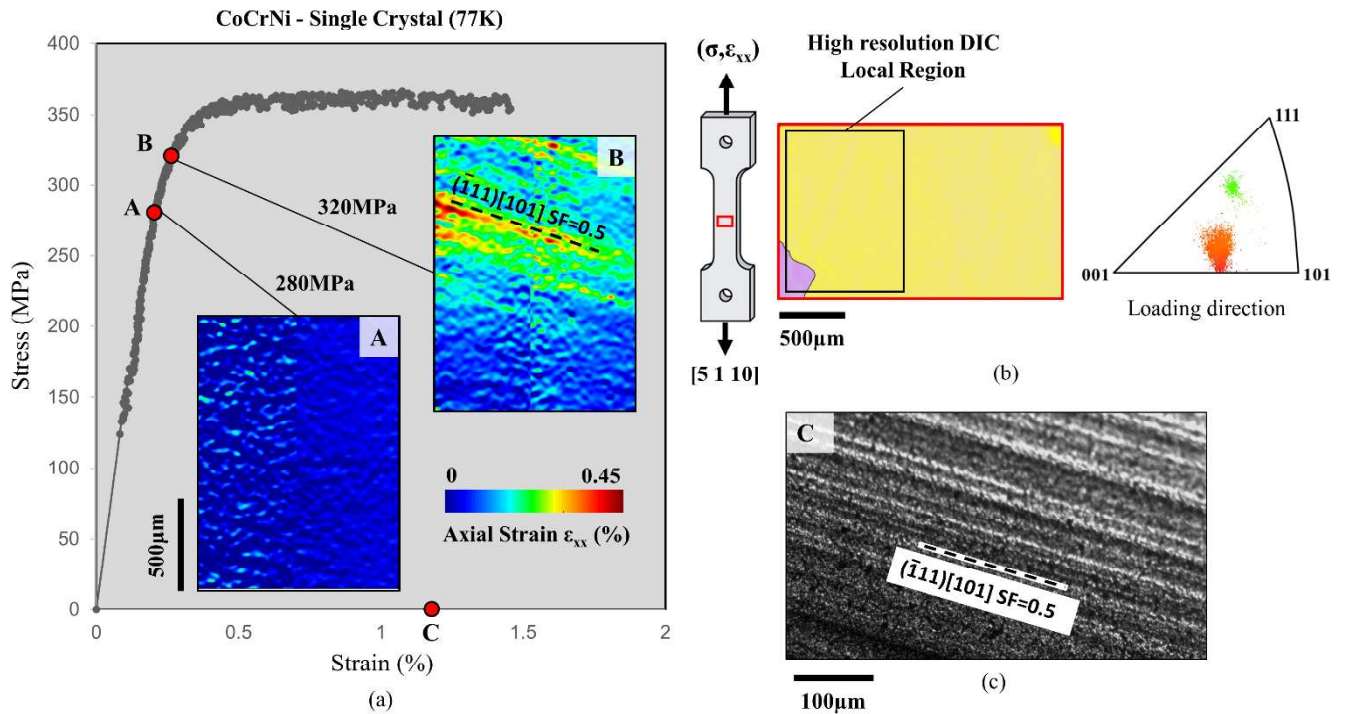 CoCrNi - Single Crystal (77K)
400
350
300
250
200
150
100
50
0
Stress (MPa)
0
0.5
1
1.5
2
Strain (%)
(a)
B
A
C
320MPa
280MPa
B
(1̄11)[101] SF=0.5
A
500µm
0
0.45
Axial Strain εxx (%)
(σ,εxx)
[5 1 10]
High resolution DIC
Local Region
500µm
111
001
101
Loading direction
(b)
C
(1̄11)[101] SF=0.5
100µm
(c)